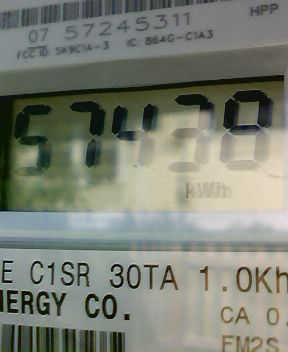 HPP
07 57245311
FCC ID: SK9C1A-3 IC: 864G-C1A3
57438
kWh
E C1SR 30TA 1.0Kh
NERGY CO.
CA 0.
FM2S